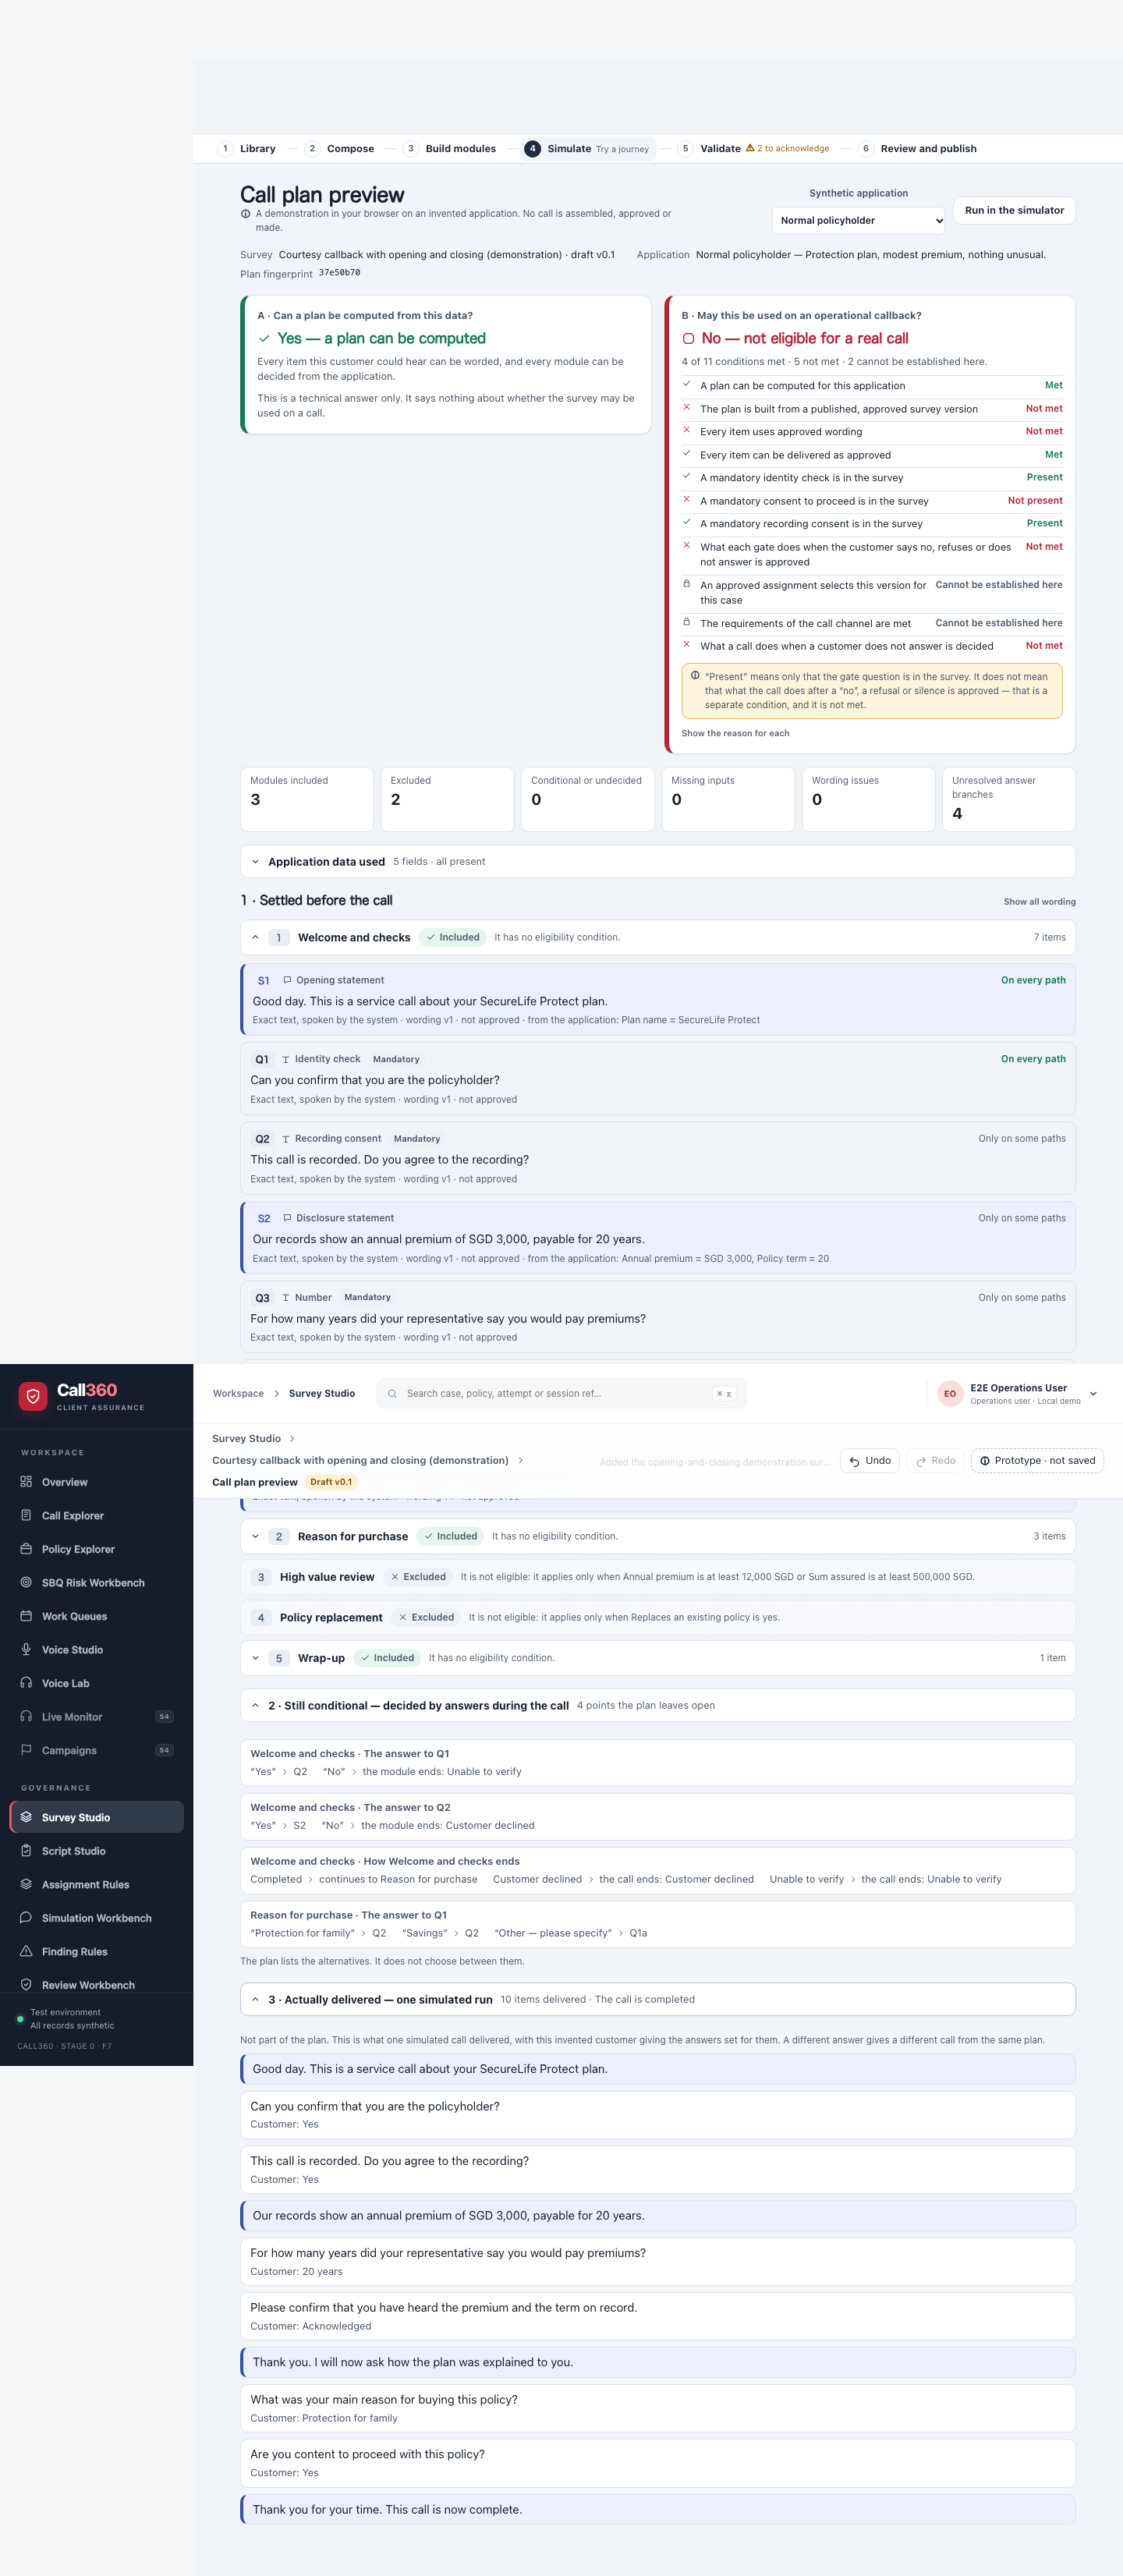 1 Library
2 Compose
3 Build modules
4 Simulate Try a journey
5 Validate 2 to acknowledge
6 Review and publish
Call plan preview
A demonstration in your browser on an invented application. No call is assembled, approved or
made.
Synthetic application
Normal policyholder
Run in the simulator
Survey Courtesy callback with opening and closing (demonstration) · draft v0.1 Application Normal policyholder — Protection plan, modest premium, nothing unusual.
Plan fingerprint 37e50b70
A · Can a plan be computed from this data?
Yes — a plan can be computed
Every item this customer could hear can be worded, and every module can be
decided from the application.
This is a technical answer only. It says nothing about whether the survey may be
used on a call.
B · May this be used on an operational callback?
No — not eligible for a real call
4 of 11 conditions met · 5 not met · 2 cannot be established here.
A plan can be computed for this application Met
The plan is built from a published, approved survey version Not met
Every item uses approved wording Not met
Every item can be delivered as approved Met
A mandatory identity check is in the survey Present
A mandatory consent to proceed is in the survey Not present
A mandatory recording consent is in the survey Present
What each gate does when the customer says no, refuses or does Not met
not answer is approved
An approved assignment selects this version for Cannot be established here
this case
The requirements of the call channel are met Cannot be established here
What a call does when a customer does not answer is decided Not met
“Present” means only that the gate question is in the survey. It does not mean
that what the call does after a “no”, a refusal or silence is approved — that is a
separate condition, and it is not met.
Show the reason for each
Modules included
3
Excluded
2
Conditional or undecided
0
Missing inputs
0
Wording issues
0
Unresolved answer
branches
4
Application data used 5 fields · all present
1 · Settled before the call Show all wording
1 Welcome and checks Included It has no eligibility condition. 7 items
S1 Opening statement On every path
Good day. This is a service call about your SecureLife Protect plan.
Exact text, spoken by the system · wording v1 · not approved · from the application: Plan name = SecureLife Protect
Q1 Identity check Mandatory On every path
Can you confirm that you are the policyholder?
Exact text, spoken by the system · wording v1 · not approved
Q2 Recording consent Mandatory Only on some paths
This call is recorded. Do you agree to the recording?
Exact text, spoken by the system · wording v1 · not approved
S2 Disclosure statement Only on some paths
Our records show an annual premium of SGD 3,000, payable for 20 years.
Exact text, spoken by the system · wording v1 · not approved · from the application: Annual premium = SGD 3,000, Policy term = 20
Q3 Number Mandatory Only on some paths
For how many years did your representative say you would pay premiums?
Exact text, spoken by the system · wording v1 · not approved
Call360
CLIENT ASSURANCE
WORKSPACE
Overview
Call Explorer
Policy Explorer
SBQ Risk Workbench
Work Queues
Voice Studio
Voice Lab
Live Monitor S4
Campaigns S4
GOVERNANCE
Survey Studio
Script Studio
Assignment Rules
Simulation Workbench
Finding Rules
Review Workbench
Test environment
All records synthetic
CALL360 · STAGE 0 · F7
Workspace Survey Studio
Search case, policy, attempt or session ref… ⌘ K
EO
E2E Operations User
Operations user · Local demo
Survey Studio
Courtesy callback with opening and closing (demonstration)
Call plan preview Draft v0.1
Added the opening-and-closing demonstration sur…
Undo
Redo
Prototype · not saved
2 Reason for purchase Included It has no eligibility condition. 3 items
3 High value review Excluded It is not eligible: it applies only when Annual premium is at least 12,000 SGD or Sum assured is at least 500,000 SGD.
4 Policy replacement Excluded It is not eligible: it applies only when Replaces an existing policy is yes.
5 Wrap-up Included It has no eligibility condition. 1 item
2 · Still conditional — decided by answers during the call 4 points the plan leaves open
Welcome and checks · The answer to Q1
“Yes” Q2 “No” the module ends: Unable to verify
Welcome and checks · The answer to Q2
“Yes” S2 “No” the module ends: Customer declined
Welcome and checks · How Welcome and checks ends
Completed continues to Reason for purchase Customer declined the call ends: Customer declined Unable to verify the call ends: Unable to verify
Reason for purchase · The answer to Q1
“Protection for family” Q2 “Savings” Q2 “Other — please specify” Q1a
The plan lists the alternatives. It does not choose between them.
3 · Actually delivered — one simulated run 10 items delivered · The call is completed
Not part of the plan. This is what one simulated call delivered, with this invented customer giving the answers set for them. A different answer gives a different call from the same plan.
Good day. This is a service call about your SecureLife Protect plan.
Can you confirm that you are the policyholder?
Customer: Yes
This call is recorded. Do you agree to the recording?
Customer: Yes
Our records show an annual premium of SGD 3,000, payable for 20 years.
For how many years did your representative say you would pay premiums?
Customer: 20 years
Please confirm that you have heard the premium and the term on record.
Customer: Acknowledged
Thank you. I will now ask how the plan was explained to you.
What was your main reason for buying this policy?
Customer: Protection for family
Are you content to proceed with this policy?
Customer: Yes
Thank you for your time. This call is now complete.